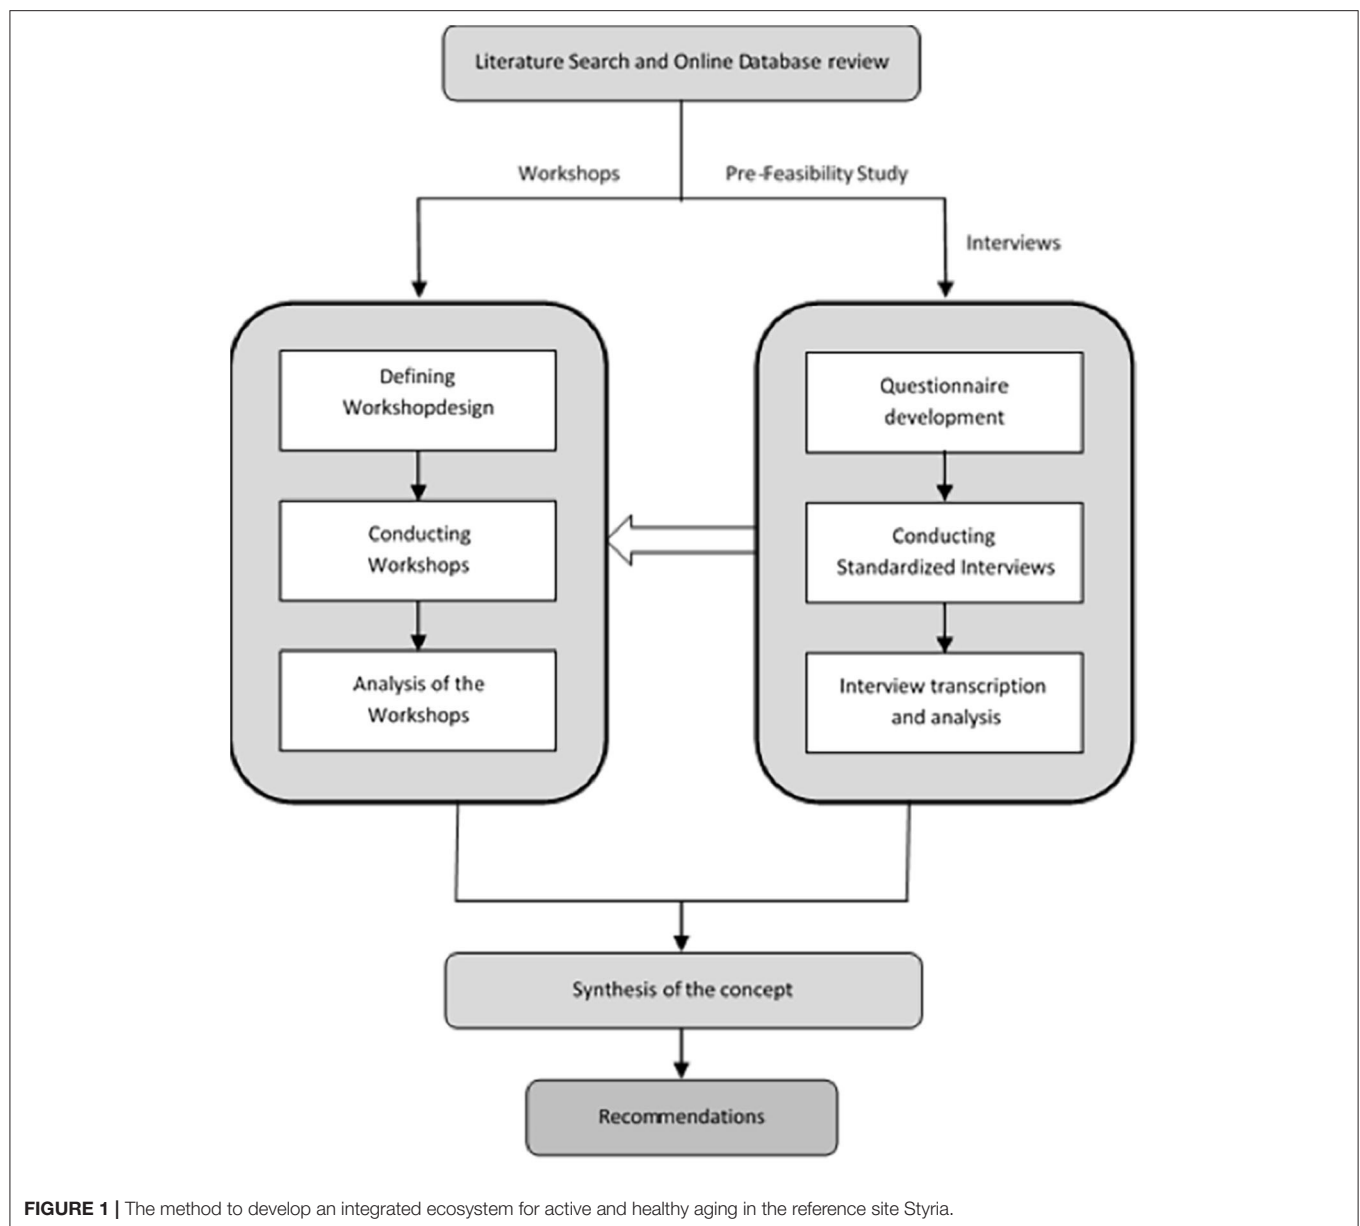 Literature Search and Online Database review
Workshops
Pre-Feasibility Study
Interviews
Defining
Workshopdesign
Conducting
Workshops
Analysis of the
Workshops
Questionnaire
development
Conducting
Standardized Interviews
Interview transcription
and analysis
Synthesis of the concept
Recommendations
FIGURE 1 | The method to develop an integrated ecosystem for active and healthy aging in the reference site Styria.